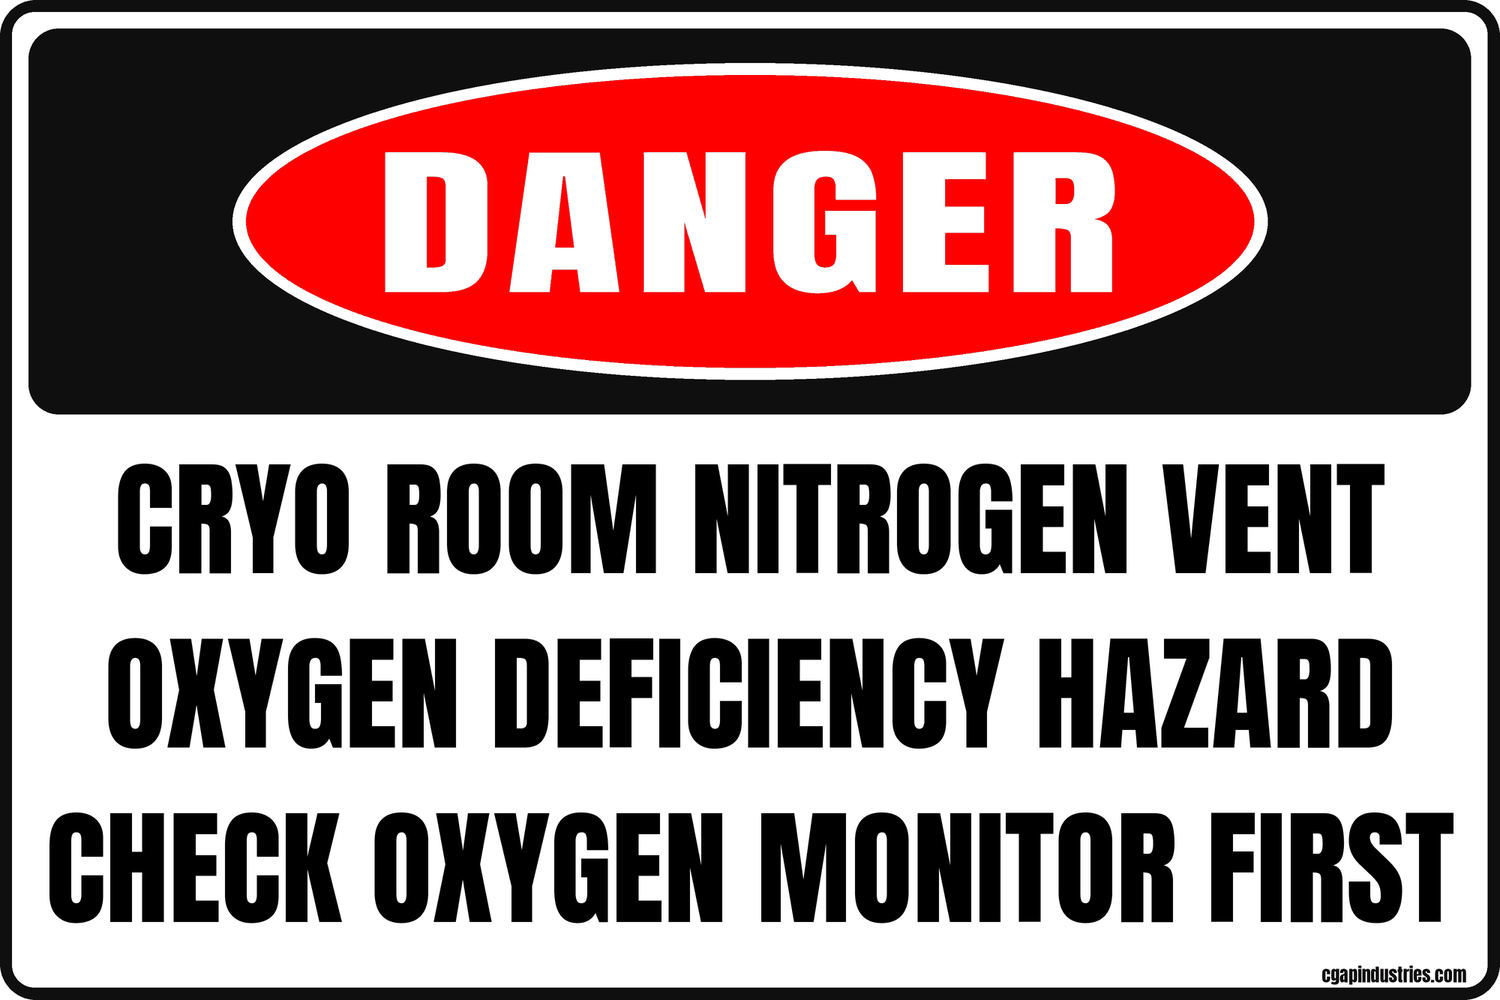 DANGER
CRYO ROOM NITROGEN VENT
OXYGEN DEFICIENCY HAZARD
CHECK OXYGEN MONITOR FIRST
cgapindustries.com